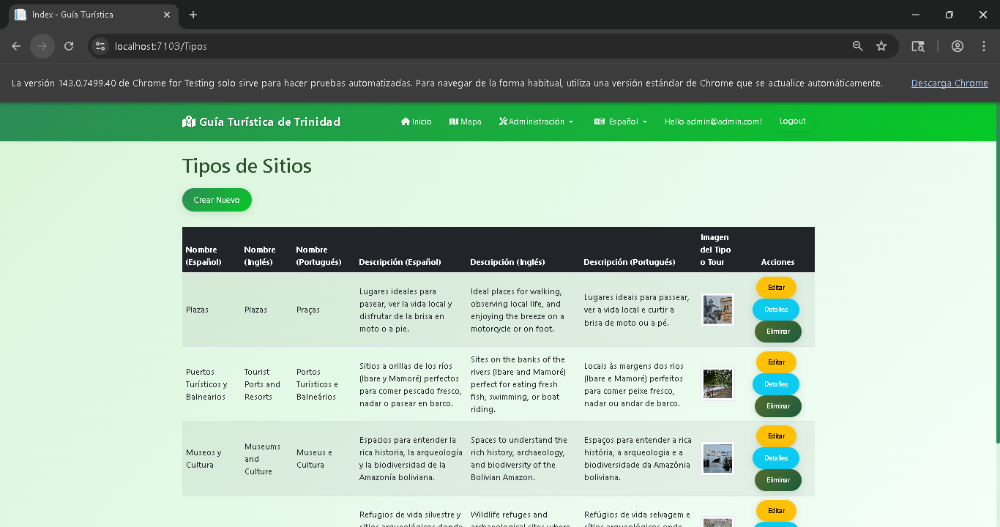 Index - Guía Turística
localhost:7103/Tipos
La versión 143.0.7499.40 de Chrome for Testing solo sirve para hacer pruebas automatizadas. Para navegar de la forma habitual, utiliza una versión estándar de Chrome que se actualice automáticamente.
Descarga Chrome
Guía Turística de Trinidad
Inicio
Mapa
Administración
Español
Hello admin@admin.com!
Logout
Tipos de Sitios
Crear Nuevo
Nombre
(Español)
Nombre
(Inglés)
Nombre
(Portugués)
Descripción (Español)
Descripción (Inglés)
Descripción (Portugués)
Imagen
del Tipo
o Tour
Acciones
Plazas
Plazas
Praças
Lugares ideales para
pasear, ver la vida local y
disfrutar de la brisa en
moto o a pie.
Ideal places for walking,
observing local life, and
enjoying the breeze on a
motorcycle or on foot.
Lugares ideais para passear,
ver a vida local e curtir a
brisa de moto ou a pé.
Editar
Detalles
Eliminar
Puertos
Turísticos y
Balnearios
Tourist
Ports and
Resorts
Portos
Turísticos e
Balneários
Sitios a orillas de los ríos
(Ibare y Mamoré) perfectos
para comer pescado fresco,
nadar o pasear en barco.
Sites on the banks of the
rivers (Ibare and Mamoré)
perfect for eating fresh
fish, swimming, or boat
riding.
Locais às margens dos rios
(Ibare e Mamoré) perfeitos
para comer peixe fresco,
nadar ou andar de barco.
Editar
Detalles
Eliminar
Museos y
Cultura
Museums
and
Culture
Museus e
Cultura
Espacios para entender la
rica historia, la arqueología
y la biodiversidad de la
Amazonía boliviana.
Spaces to understand the
rich history, archaeology,
and biodiversity of the
Bolivian Amazon.
Espaços para entender a rica
história, a arqueologia e a
biodiversidade da Amazônia
boliviana.
Editar
Detalles
Eliminar
Refugios de vida silvestre y
sitios arqueológicos donde
Wildlife refuges and
archaeological sites where
Refúgios de vida selvagem e
sítios arqueológicos onde
Editar